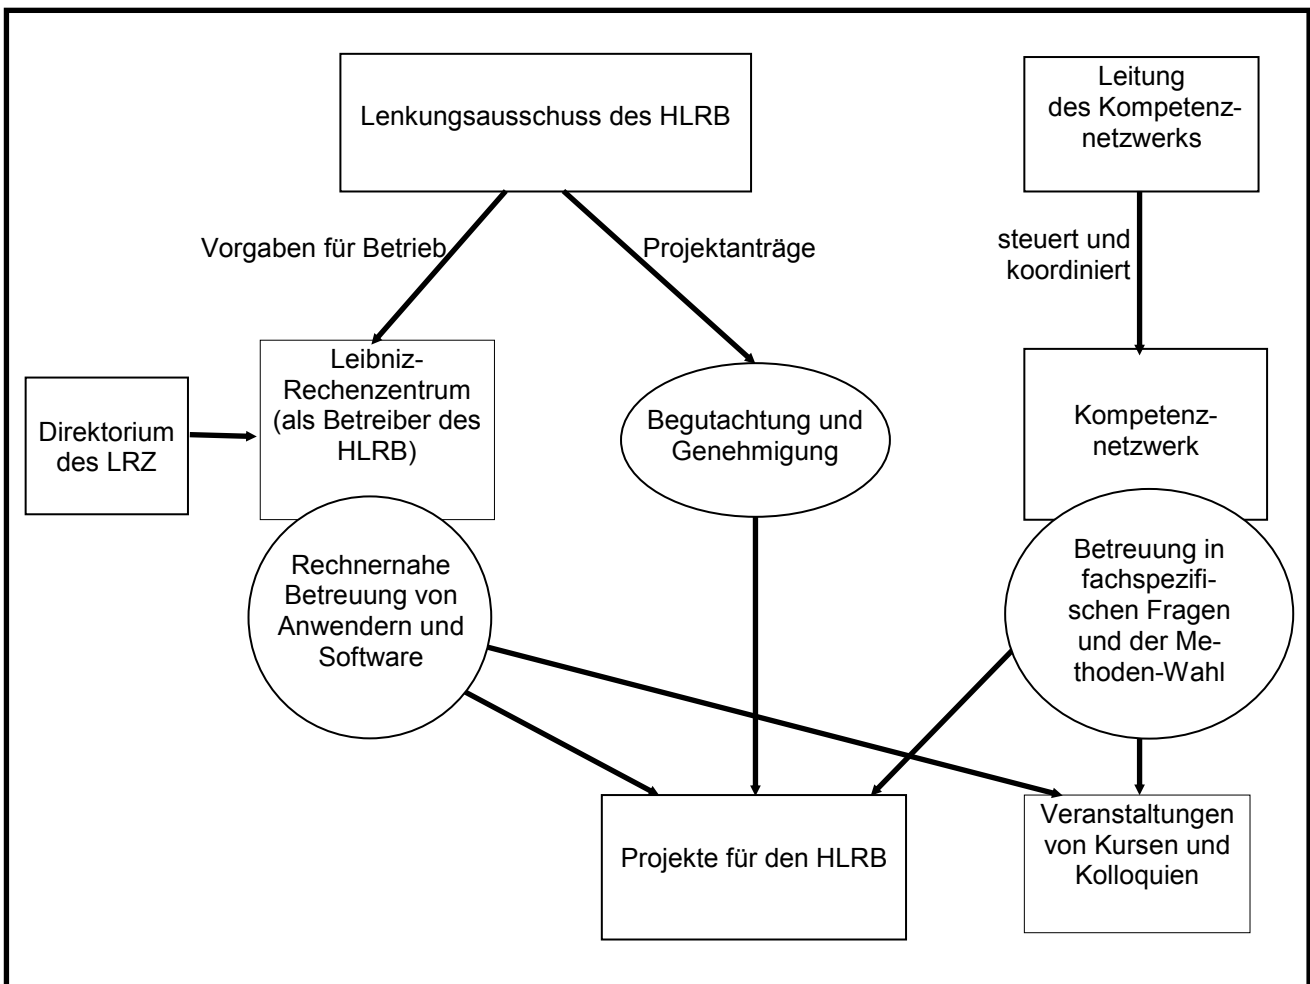 Lenkungsausschuss des HLRB
Leitung
des Kompetenz-
netzwerks
Vorgaben für Betrieb
Projektanträge
steuert und
koordiniert
Direktorium
des LRZ
Leibniz-
Rechenzentrum
(als Betreiber des
HLRB)
Begutachtung und
Genehmigung
Kompetenz-
netzwerk
Rechnernahe
Betreuung von
Anwendern und
Software
Betreuung in
fachspezifi-
schen Fragen
und der Me-
thoden-Wahl
Projekte für den HLRB
Veranstaltungen
von Kursen und
Kolloquien